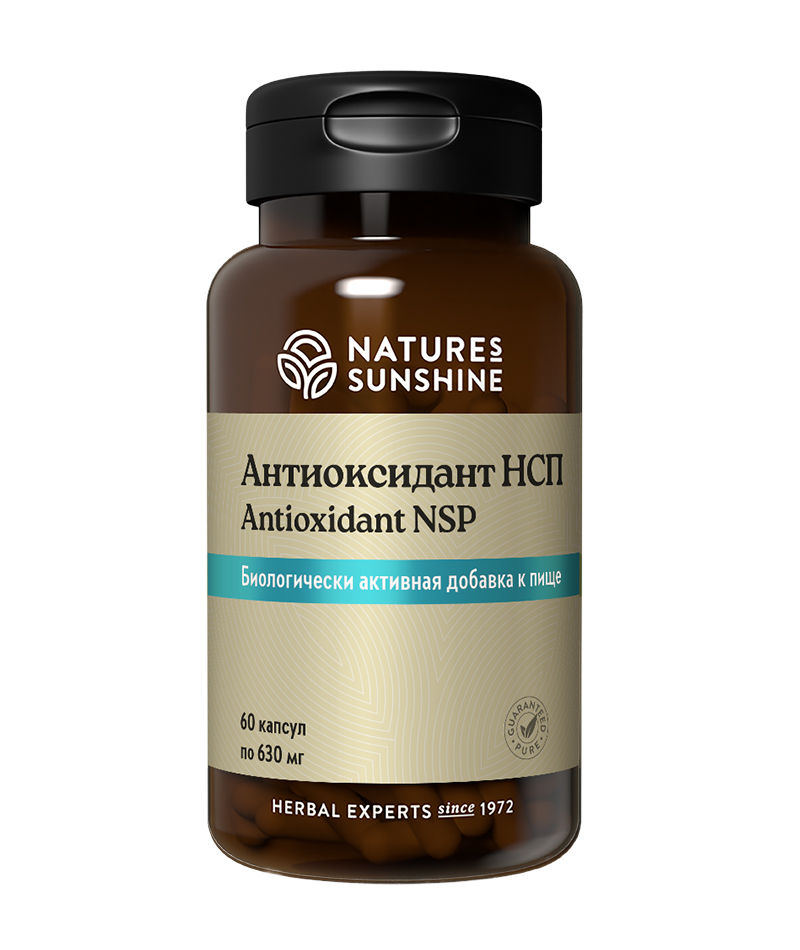 NATURES
SUNSHINE
Антиоксидант НСП
Antioxidant NSP
Биологически активная добавка к пище
60 капсул
по 630 мг
GUARANTEED
PURE
HERBAL EXPERTS since 1972